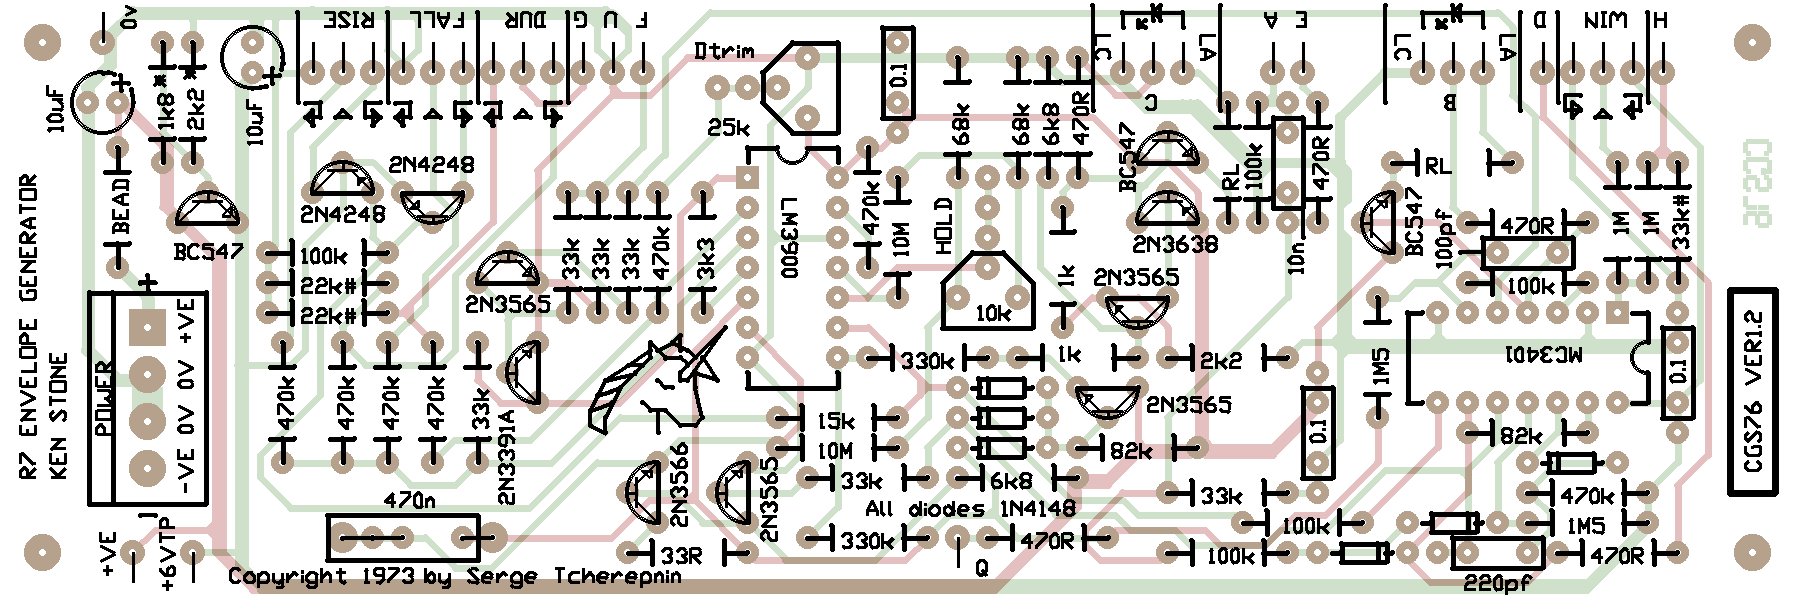 0v
RISE
FALL
DUR
G
U
F
Dtrim
25k
0.1
LC
LA
C
A
E
LC
LA
B
D
WIN
H
10uF
1k8*
2k2*
10uF
68k
68k
6k8
470R
BC547
RL
100k
470R
RL
CGS76
2N4248
2N4248
BC547
BEAD
R7 ENVELOPE GENERATOR
KEN STONE
100k
22k#
22k#
2N3565
33k
33k
33k
470k
3k3
LM3900
470k
10M
HOLD
10k
1k
2N3638
2N3565
10n
BC547
100pf
470R
100k
1M
1M
33k#
POWER
+VE
0V
0V
-VE
+
470k
470k
470k
470k
33k
2N3391A
330k
1k
2k2
1M5
MC3401
0.1
CGS76 VER1.2
15k
10M
2N3565
82k
0.1
82k
2N3566
2N3565
33k
6k8
33k
470k
470n
All diodes 1N4148
100k
1M5
+VE
+6VTP
33R
330k
Q
470R
100k
470R
220pf
Copyright 1973 by Serge Tcherepnin